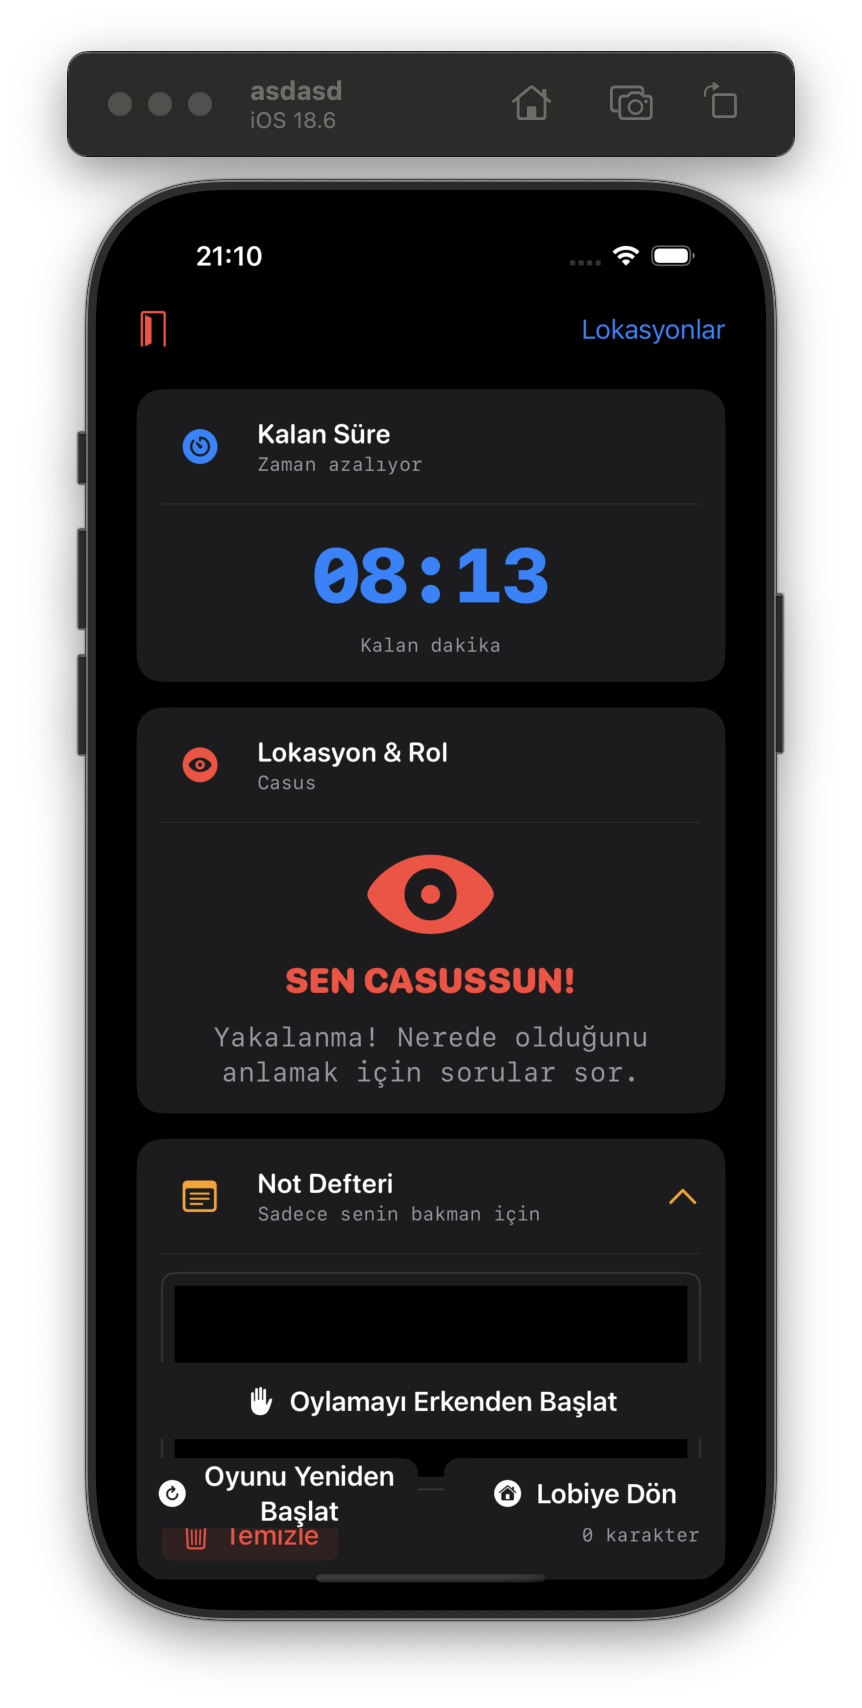 asdasd
iOS 18.6
21:10
Lokasyonlar
Kalan Süre
Zaman azalıyor
08:13
Kalan dakika
Lokasyon & Rol
Casus
SEN CASUSSUN!
Yakalanma! Nerede olduğunu
anlamak için sorular sor.
Not Defteri
Sadece senin bakman için
Oylamayı Erkenden Başlat
Oyunu Yeniden
Başlat
Lobiye Dön
Temizle
0 karakter